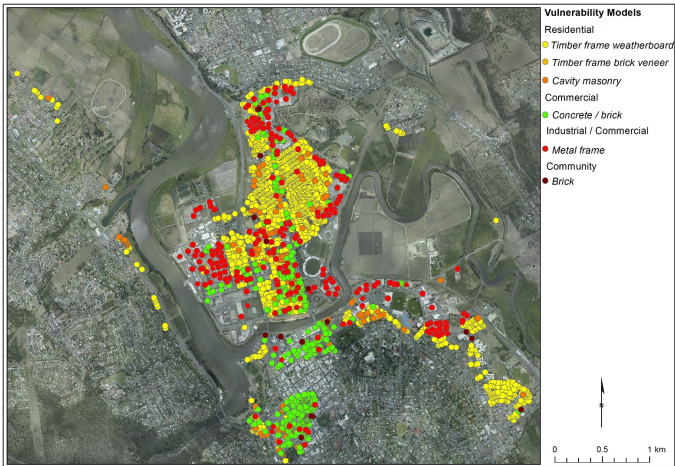 Vulnerability Models
Residential
Timber frame weatherboard
Timber frame brick veneer
Cavity masonry
Commercial
Concrete / brick
Industrial / Commercial
Metal frame
Community
Brick
N
0 0.5 1 km